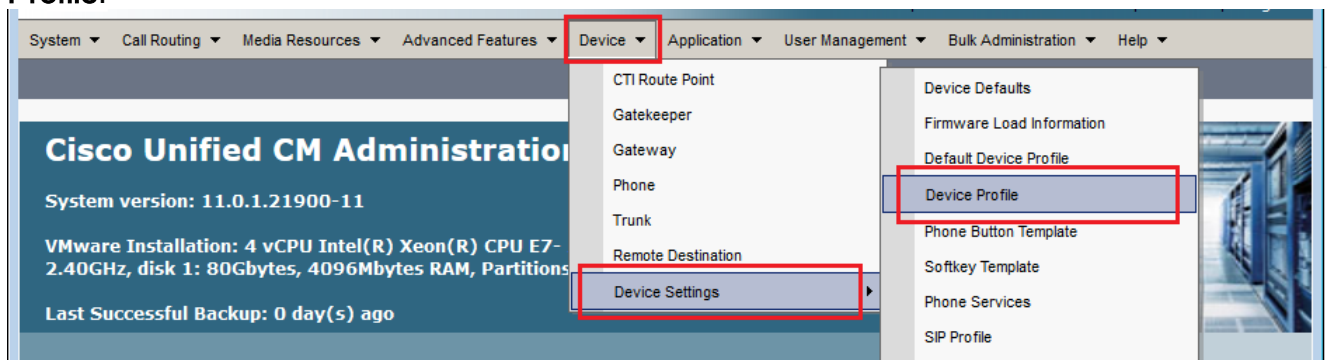 System Call Routing Media Resources Advanced Features Device Application User Management Bulk Administration Help
CTI Route Point
Gatekeeper
Gateway
Phone
Trunk
Remote Destination
Device Settings
Device Defaults
Firmware Load Information
Default Device Profile
Device Profile
Phone Button Template
Softkey Template
Phone Services
SIP Profile
Cisco Unified CM Administration
System version: 11.0.1.21900-11
VMware Installation: 4 vCPU Intel(R) Xeon(R) CPU E7-
2.40GHz, disk 1: 80Gbytes, 4096Mbytes RAM, Partitions
Last Successful Backup: 0 day(s) ago